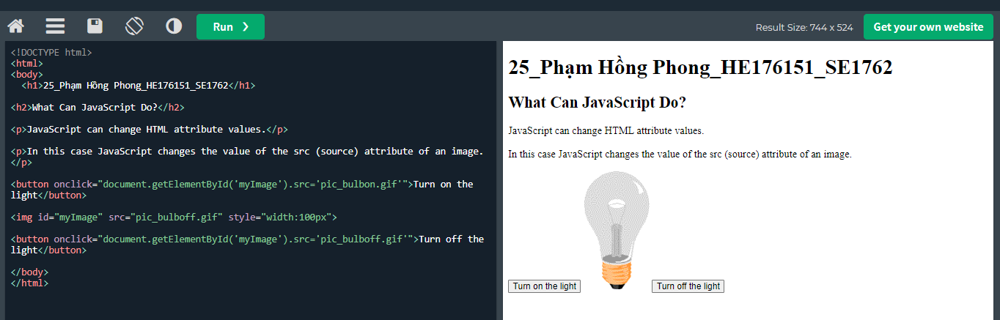 Run ❯
Result Size: 744 x 524
Get your own website
<!DOCTYPE html>
<html>
<body>
  <h1>25_Phạm Hồng Phong_HE176151_SE1762</h1>
<h2>What Can JavaScript Do?</h2>
<p>JavaScript can change HTML attribute values.</p>
<p>In this case JavaScript changes the value of the src (source) attribute of an image.
</p>
<button onclick="document.getElementById('myImage').src='pic_bulbon.gif'">Turn on the
light</button>
<img id="myImage" src="pic_bulboff.gif" style="width:100px">
<button onclick="document.getElementById('myImage').src='pic_bulboff.gif'">Turn off the
light</button>
</body>
</html>
25_Phạm Hồng Phong_HE176151_SE1762
What Can JavaScript Do?
JavaScript can change HTML attribute values.
In this case JavaScript changes the value of the src (source) attribute of an image.
Turn on the light
Turn off the light